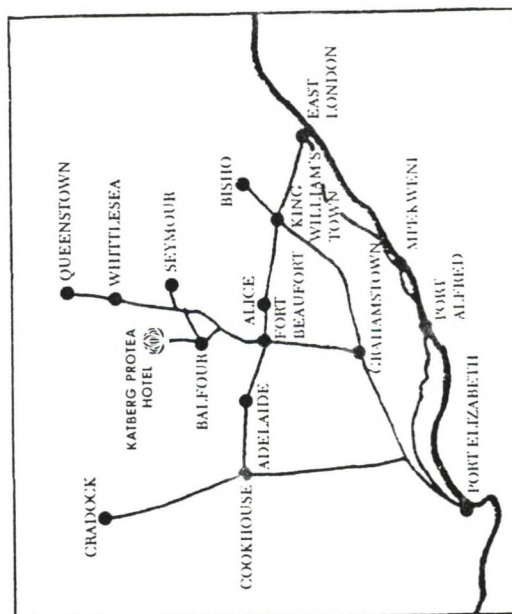 QUEENSTOWN
WHITTLESEA
SEYMOUR
KATBERG PROTEA
HOTEL
BALFOUR
BISHO
CRADOCK
ALICE
FORT
BEAUFORT
ADELAIDE
COOKHOUSE
KING
WILLIAM'S
TOWN
EAST
LONDON
GRAHAMSTOWN
MPEKWENI
PORT
ALFRED
PORT ELIZABETH